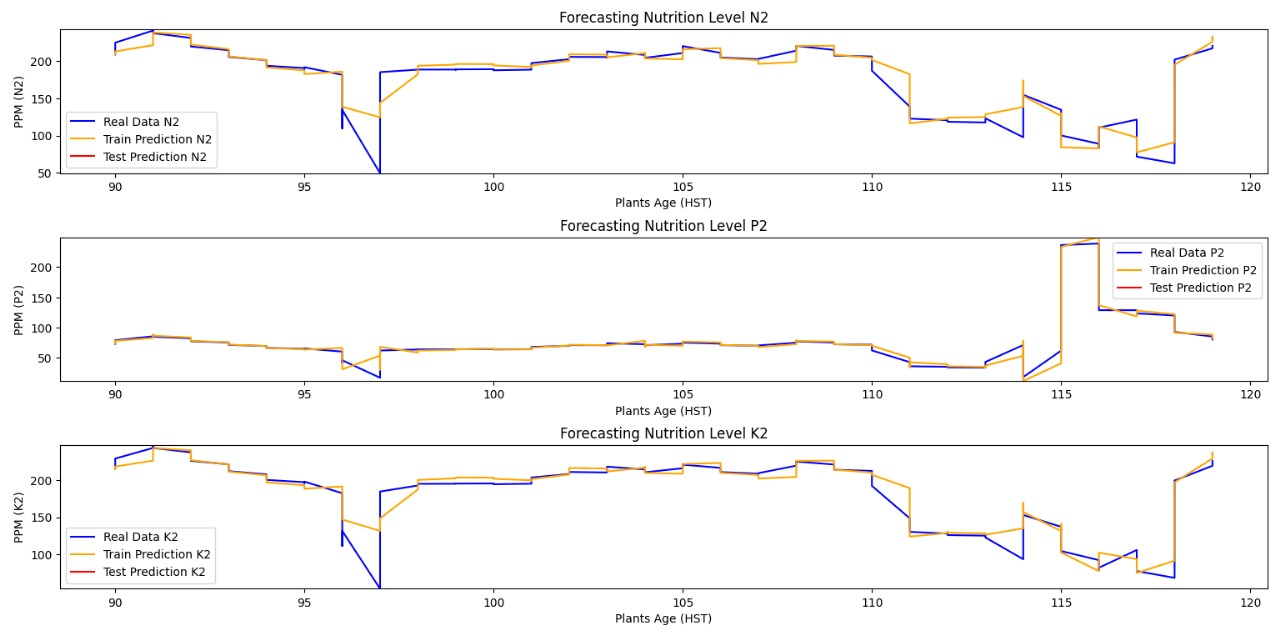 Forecasting Nutrition Level N2
PPM (N2)
200
150
100
50
Real Data N2
Train Prediction N2
Test Prediction N2
90 95 100 105 110 115 120
Plants Age (HST)
Forecasting Nutrition Level P2
PPM (P2)
200
150
100
50
Real Data P2
Train Prediction P2
Test Prediction P2
90 95 100 105 110 115 120
Plants Age (HST)
Forecasting Nutrition Level K2
PPM (K2)
200
150
100
Real Data K2
Train Prediction K2
Test Prediction K2
90 95 100 105 110 115 120
Plants Age (HST)